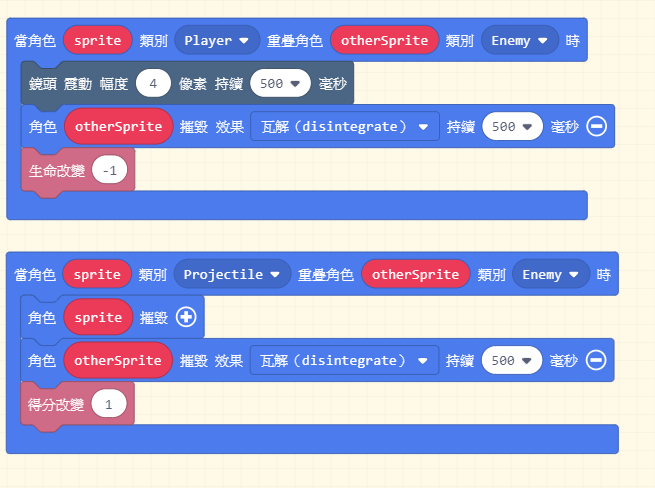 當角色 sprite 類別 Player 重疊角色 otherSprite 類別 Enemy 時
鏡頭 震動 幅度 4 像素 持續 500 毫秒
角色 otherSprite 摧毀 效果 瓦解(disintegrate) 持續 500 毫秒
生命改變 -1
當角色 sprite 類別 Projectile 重疊角色 otherSprite 類別 Enemy 時
角色 sprite 摧毀
角色 otherSprite 摧毀 效果 瓦解(disintegrate) 持續 500 毫秒
得分改變 1